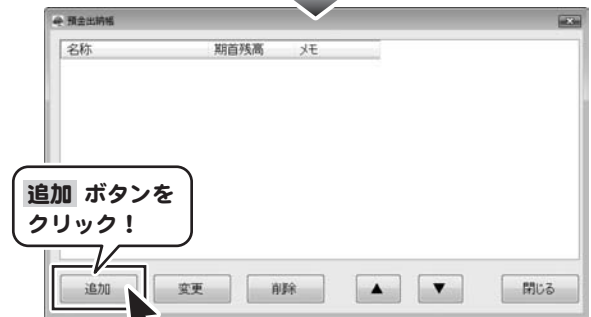 預金出納帳
名称 期首残高 メモ
追加 ボタンを
クリック！
追加 変更 削除 ▲ ▼ 閉じる